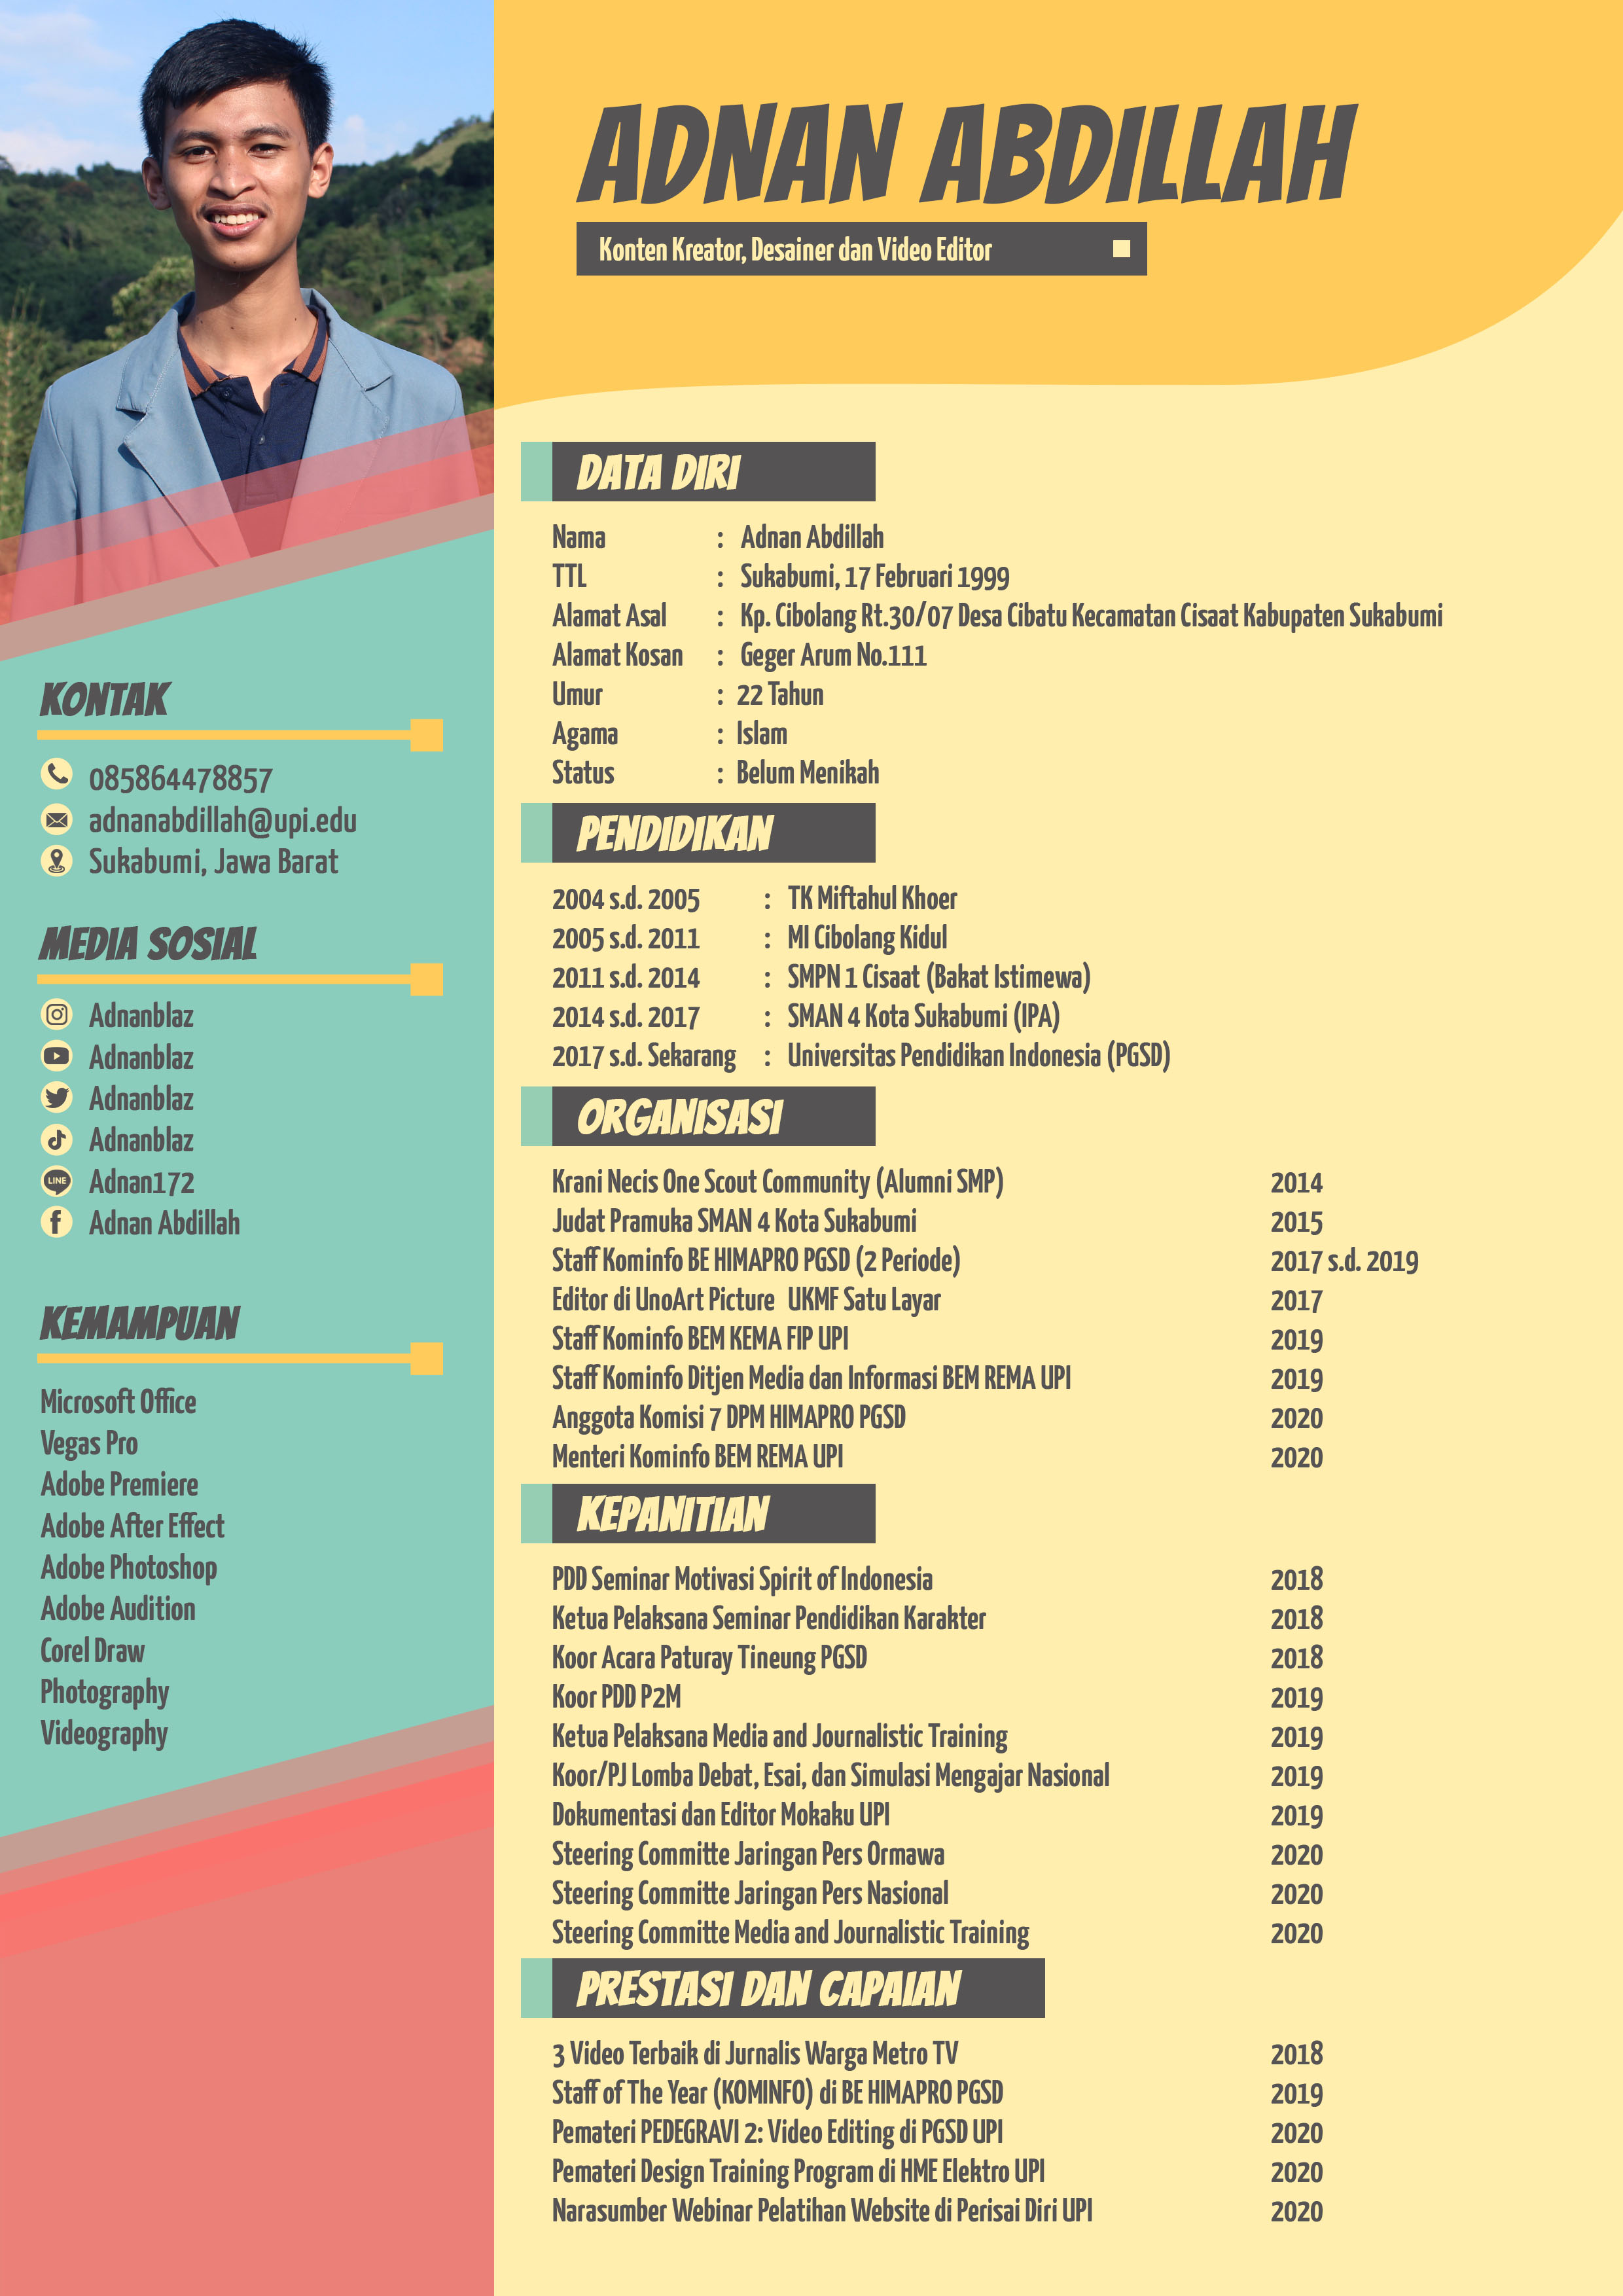 ADNAN ABDILLAH
Konten Kreator, Desainer dan Video Editor
KONTAK
085864478857
adnanabdillah@upi.edu
Sukabumi, Jawa Barat
MEDIA SOSIAL
Adnanblaz
Adnanblaz
Adnanblaz
Adnanblaz
LINE Adnan172
Adnan Abdillah
KEMAMPUAN
Microsoft Office
Vegas Pro
Adobe Premiere
Adobe After Effect
Adobe Photoshop
Adobe Audition
Corel Draw
Photography
Videography
DATA DIRI
Nama : Adnan Abdillah
TTL : Sukabumi, 17 Februari 1999
Alamat Asal : Kp. Cibolang Rt.30/07 Desa Cibatu Kecamatan Cisaat Kabupaten Sukabumi
Alamat Kosan : Geger Arum No.111
Umur : 22 Tahun
Agama : Islam
Status : Belum Menikah
PENDIDIKAN
2004 s.d. 2005 : TK Miftahul Khoer
2005 s.d. 2011 : MI Cibolang Kidul
2011 s.d. 2014 : SMPN 1 Cisaat (Bakat Istimewa)
2014 s.d. 2017 : SMAN 4 Kota Sukabumi (IPA)
2017 s.d. Sekarang : Universitas Pendidikan Indonesia (PGSD)
ORGANISASI
Krani Necis One Scout Community (Alumni SMP) 2014
Judat Pramuka SMAN 4 Kota Sukabumi 2015
Staff Kominfo BE HIMAPRO PGSD (2 Periode) 2017 s.d. 2019
Editor di UnoArt Picture UKMF Satu Layar 2017
Staff Kominfo BEM KEMA FIP UPI 2019
Staff Kominfo Ditjen Media dan Informasi BEM REMA UPI 2019
Anggota Komisi 7 DPM HIMAPRO PGSD 2020
Menteri Kominfo BEM REMA UPI 2020
KEPANITIAN
PDD Seminar Motivasi Spirit of Indonesia 2018
Ketua Pelaksana Seminar Pendidikan Karakter 2018
Koor Acara Paturay Tineung PGSD 2018
Koor PDD P2M 2019
Ketua Pelaksana Media and Journalistic Training 2019
Koor/PJ Lomba Debat, Esai, dan Simulasi Mengajar Nasional 2019
Dokumentasi dan Editor Mokaku UPI 2019
Steering Committe Jaringan Pers Ormawa 2020
Steering Committe Jaringan Pers Nasional 2020
Steering Committe Media and Journalistic Training 2020
PRESTASI DAN CAPAIAN
3 Video Terbaik di Jurnalis Warga Metro TV 2018
Staff of The Year (KOMINFO) di BE HIMAPRO PGSD 2019
Pemateri PEDEGRAVI 2: Video Editing di PGSD UPI 2020
Pemateri Design Training Program di HME Elektro UPI 2020
Narasumber Webinar Pelatihan Website di Perisai Diri UPI 2020